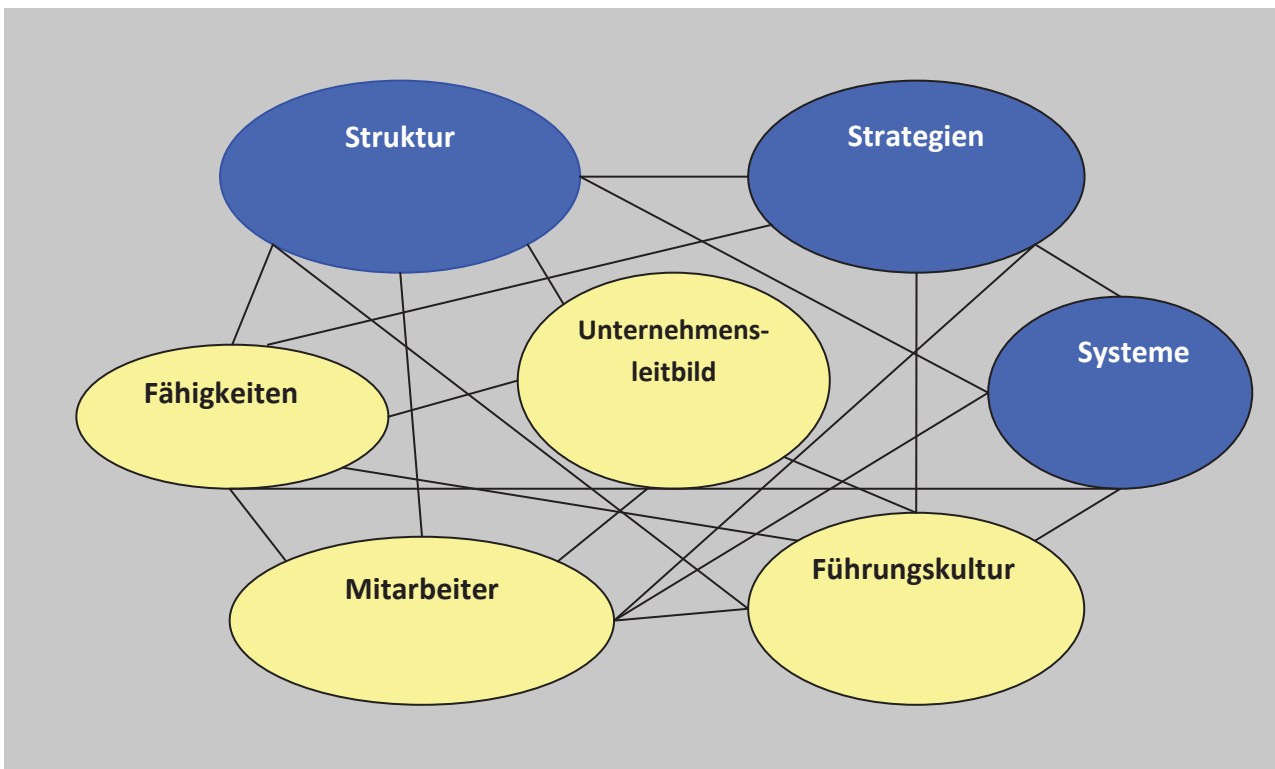 Struktur
Strategien
Unternehmens-
leitbild
Systeme
Fähigkeiten
Mitarbeiter
Führungskultur